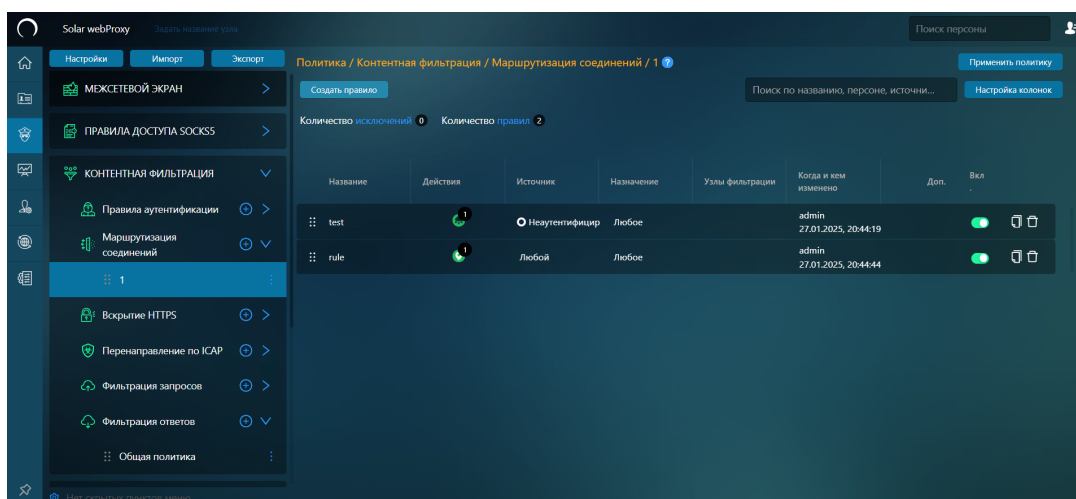 Solar webProxy Задать название узла Поиск персоны
Настройки Импорт Экспорт
Политика / Контентная фильтрация / Маршрутизация соединений / 1 ?
Применить политику
МЕЖСЕТЕВОЙ ЭКРАН
Создать правило
Поиск по названию, персоне, источни...
Настройка колонок
Количество исключений 0 Количество правил 2
ПРАВИЛА ДОСТУПА SOCKS5
КОНТЕНТНАЯ ФИЛЬТРАЦИЯ
Название Действия Источник Назначение Узлы фильтрации Когда и кем изменено Доп. Вкл.
Правила аутентификации
test 1 Неаутентифицир Любое admin 27.01.2025, 20:44:19
Маршрутизация соединений
rule 1 Любой Любое admin 27.01.2025, 20:44:44
1
Вскрытие HTTPS
Перенаправление по ICAP
Фильтрация запросов
Фильтрация ответов
Общая политика
Нет скрытых пунктов меню